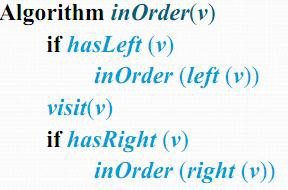 Algorithm inOrder(v)
if hasLeft (v)
inOrder (left (v))
visit(v)
if hasRight (v)
inOrder (right (v))